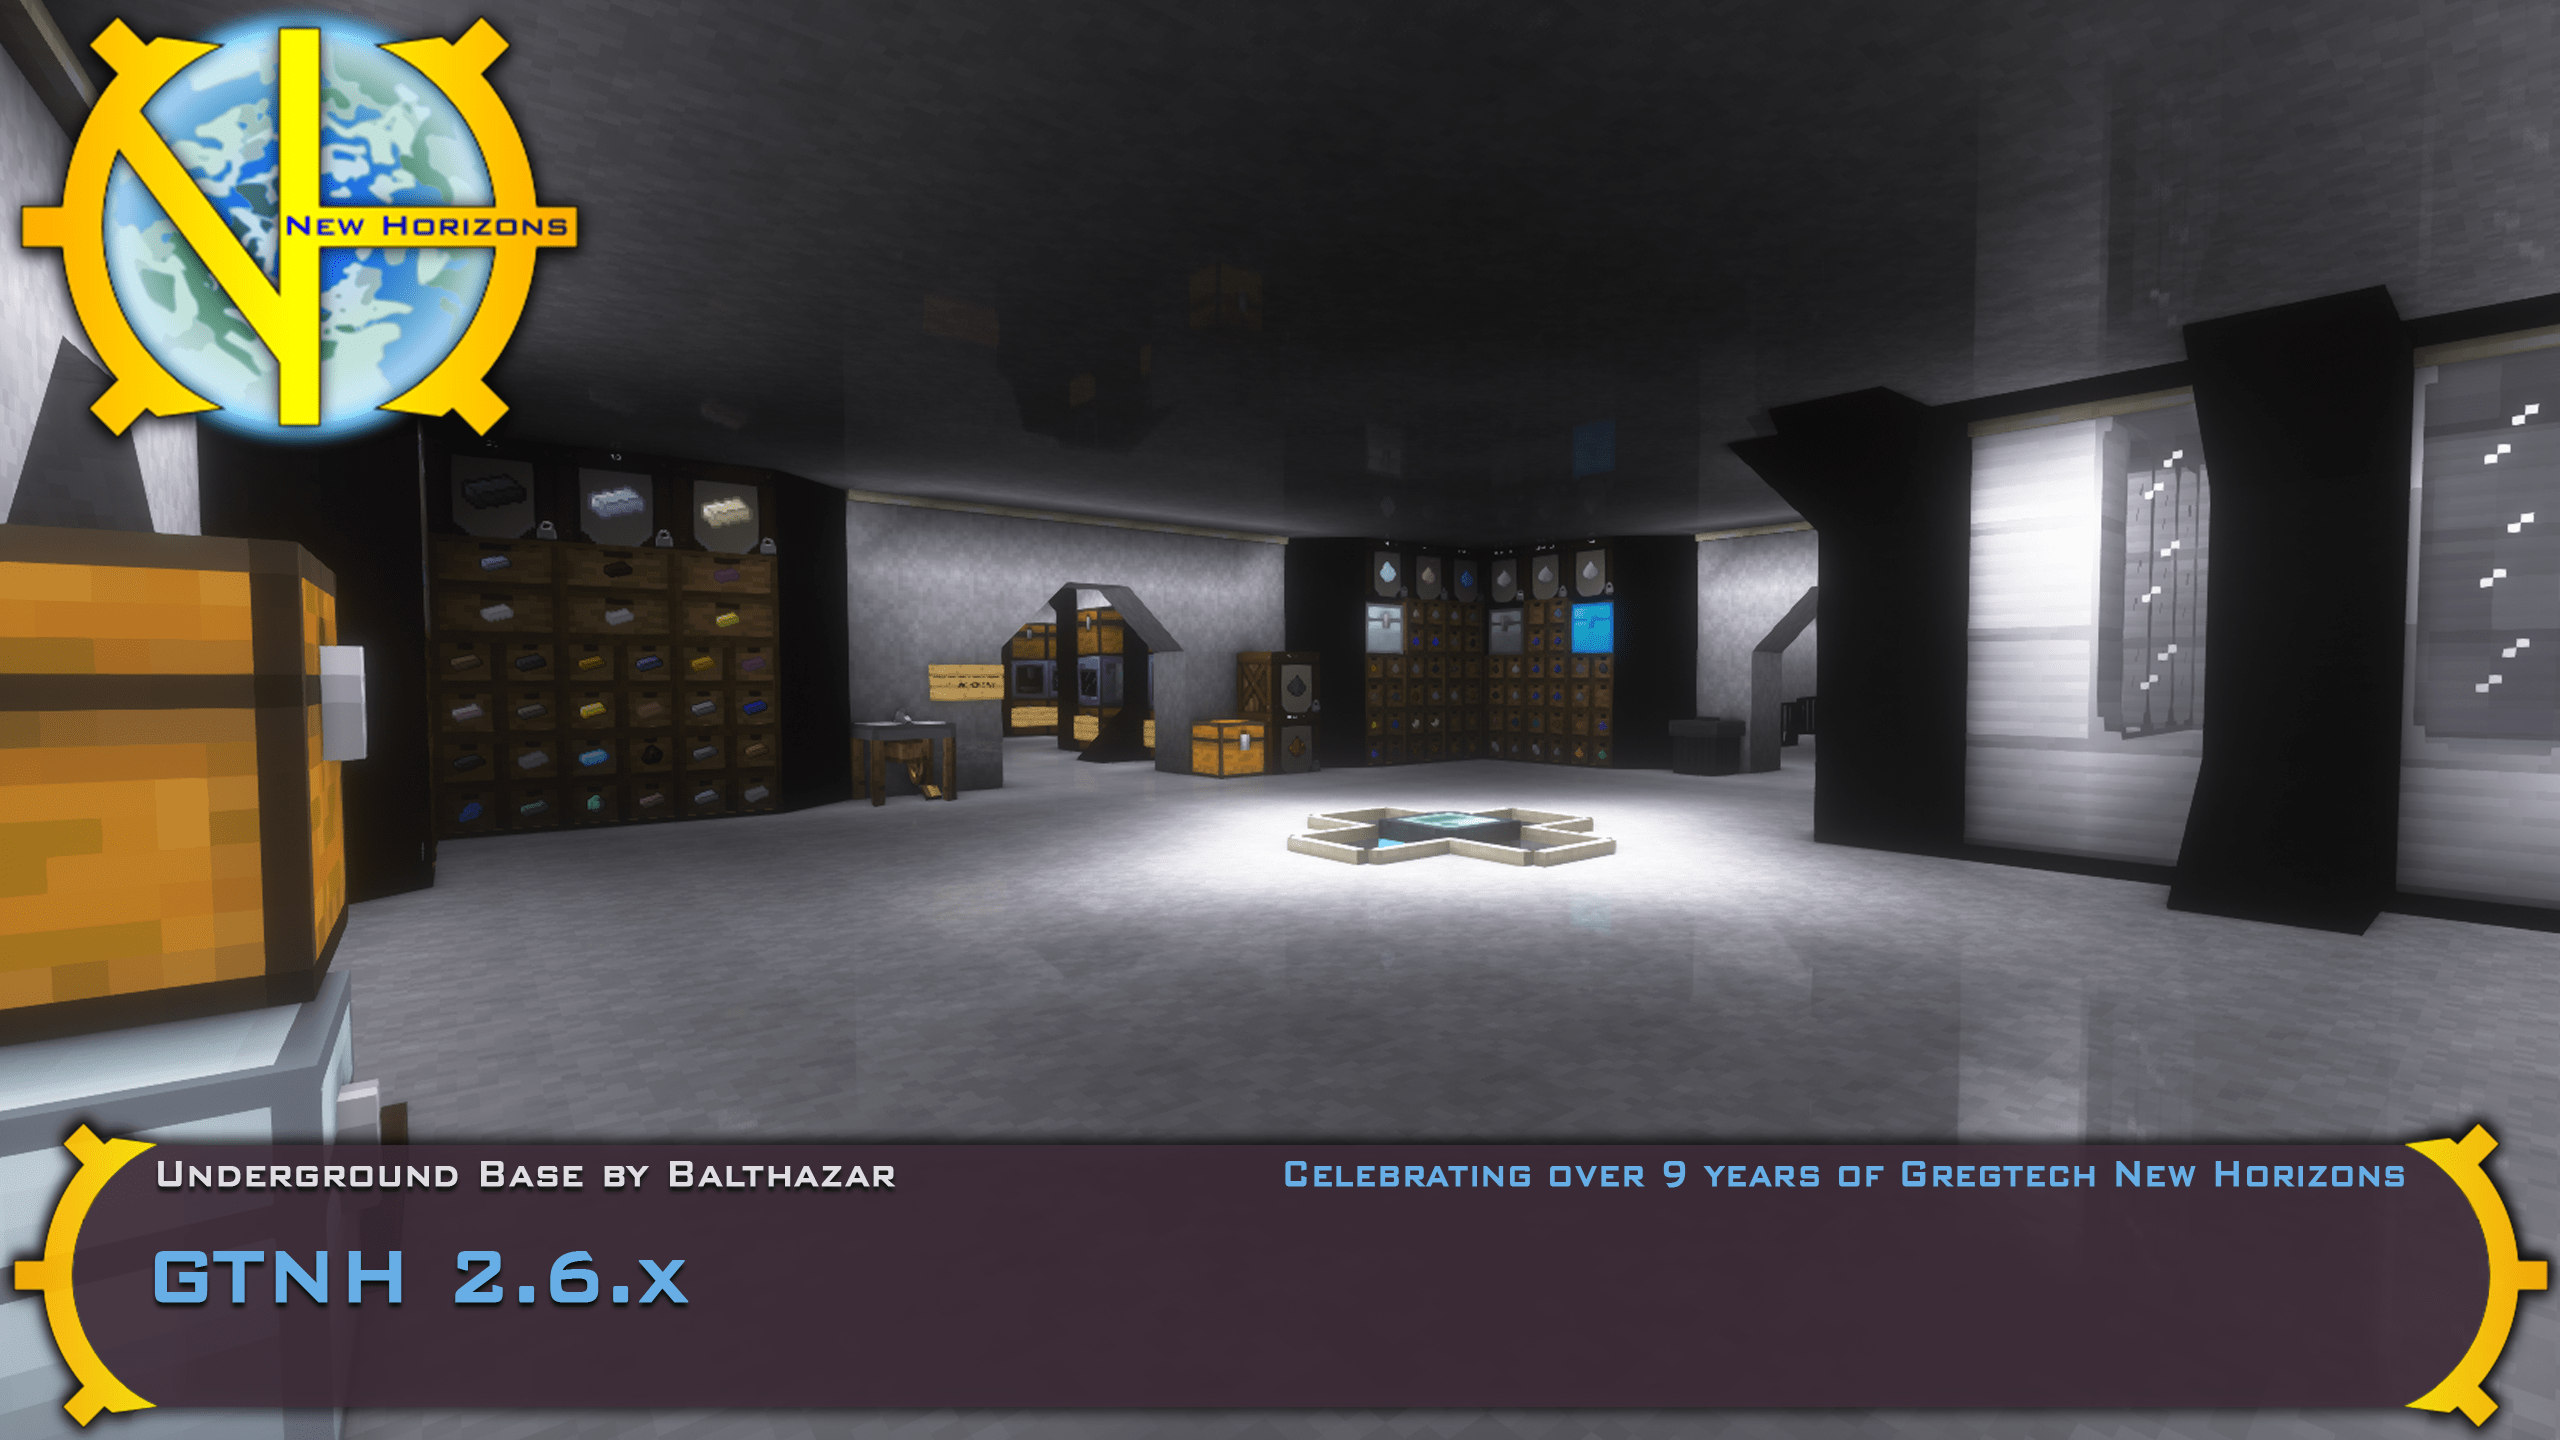 New Horizons
Underground Base by Balthazar
Celebrating over 9 years of Gregtech New Horizons
GTNH 2.6.x